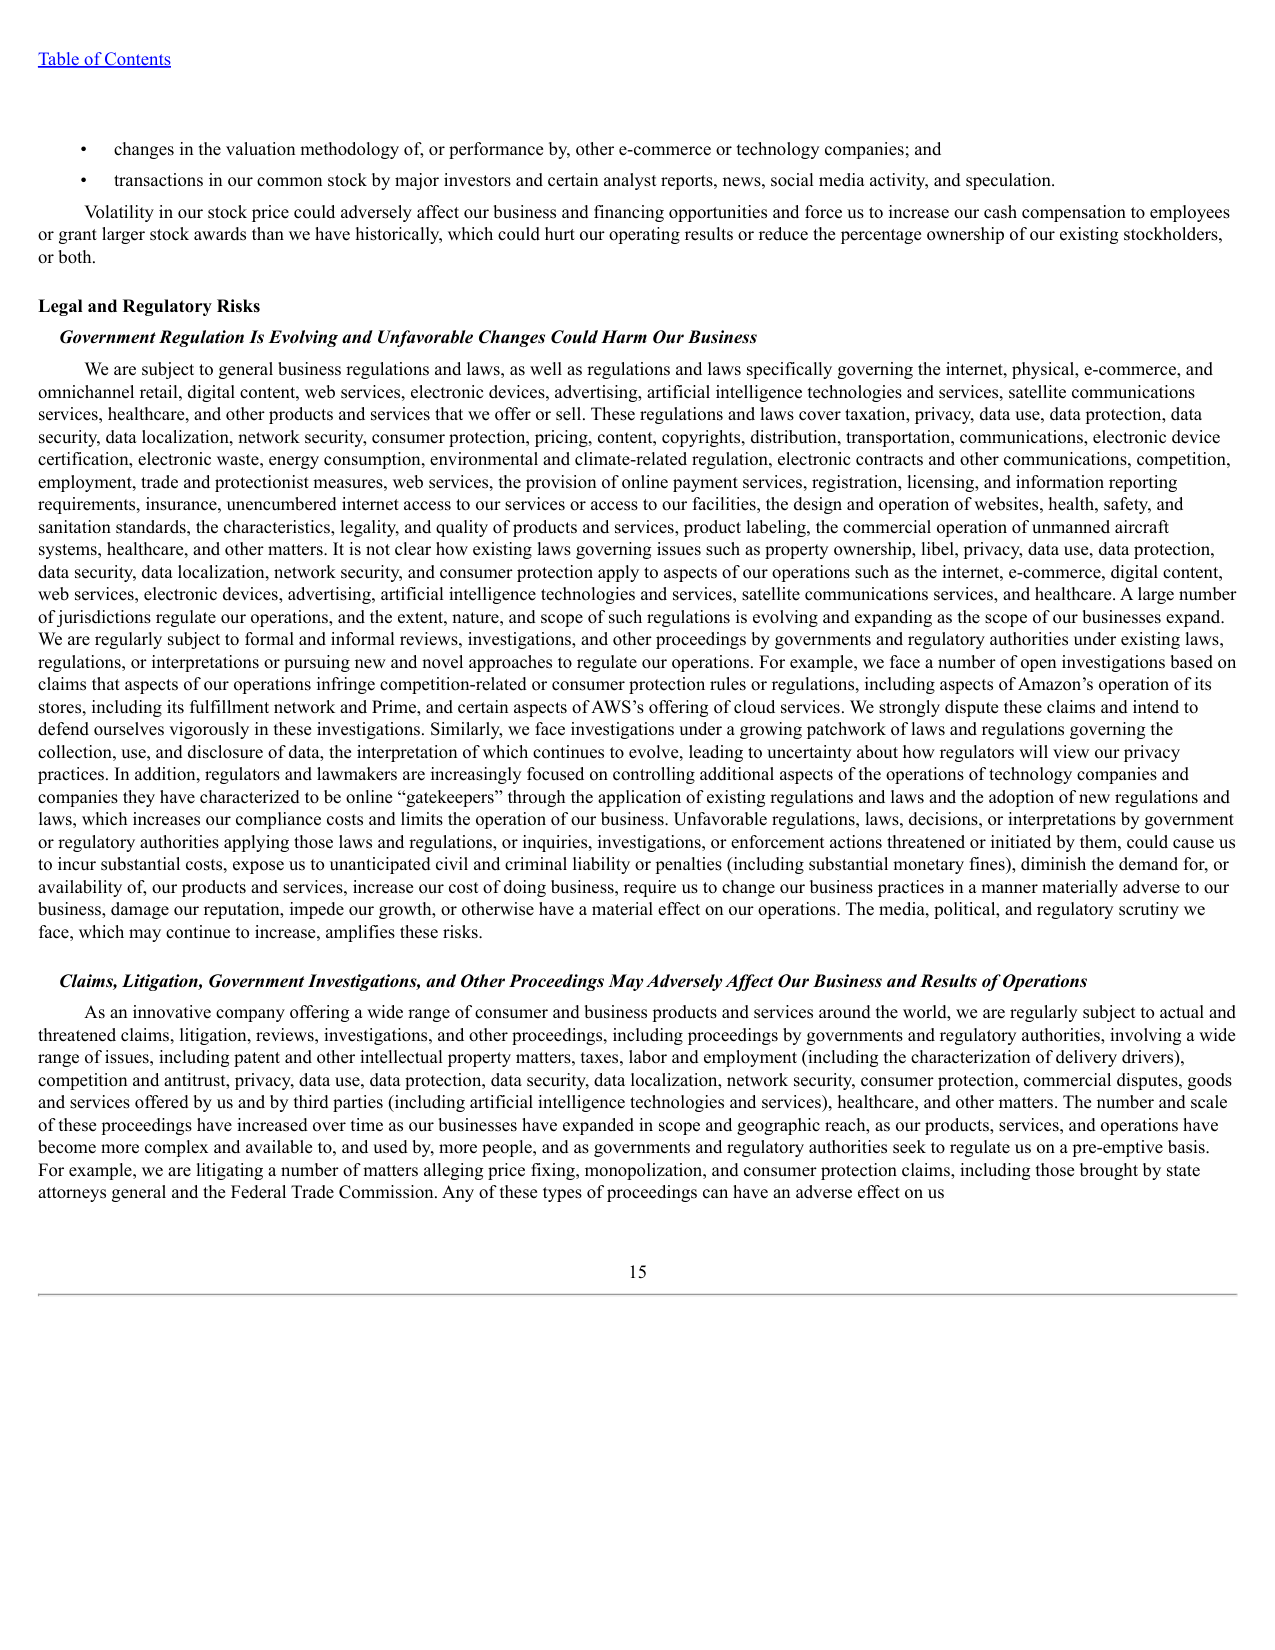 Table of Contents
• changes in the valuation methodology of, or performance by, other e-commerce or technology companies; and
• transactions in our common stock by major investors and certain analyst reports, news, social media activity, and speculation.
Volatility in our stock price could adversely affect our business and financing opportunities and force us to increase our cash compensation to employees
or grant larger stock awards than we have historically, which could hurt our operating results or reduce the percentage ownership of our existing stockholders,
or both.
Legal and Regulatory Risks
Government Regulation Is Evolving and Unfavorable Changes Could Harm Our Business
We are subject to general business regulations and laws, as well as regulations and laws specifically governing the internet, physical, e-commerce, and
omnichannel retail, digital content, web services, electronic devices, advertising, artificial intelligence technologies and services, satellite communications
services, healthcare, and other products and services that we offer or sell. These regulations and laws cover taxation, privacy, data use, data protection, data
security, data localization, network security, consumer protection, pricing, content, copyrights, distribution, transportation, communications, electronic device
certification, electronic waste, energy consumption, environmental and climate-related regulation, electronic contracts and other communications, competition,
employment, trade and protectionist measures, web services, the provision of online payment services, registration, licensing, and information reporting
requirements, insurance, unencumbered internet access to our services or access to our facilities, the design and operation of websites, health, safety, and
sanitation standards, the characteristics, legality, and quality of products and services, product labeling, the commercial operation of unmanned aircraft
systems, healthcare, and other matters. It is not clear how existing laws governing issues such as property ownership, libel, privacy, data use, data protection,
data security, data localization, network security, and consumer protection apply to aspects of our operations such as the internet, e-commerce, digital content,
web services, electronic devices, advertising, artificial intelligence technologies and services, satellite communications services, and healthcare. A large number
of jurisdictions regulate our operations, and the extent, nature, and scope of such regulations is evolving and expanding as the scope of our businesses expand.
We are regularly subject to formal and informal reviews, investigations, and other proceedings by governments and regulatory authorities under existing laws,
regulations, or interpretations or pursuing new and novel approaches to regulate our operations. For example, we face a number of open investigations based on
claims that aspects of our operations infringe competition-related or consumer protection rules or regulations, including aspects of Amazon’s operation of its
stores, including its fulfillment network and Prime, and certain aspects of AWS’s offering of cloud services. We strongly dispute these claims and intend to
defend ourselves vigorously in these investigations. Similarly, we face investigations under a growing patchwork of laws and regulations governing the
collection, use, and disclosure of data, the interpretation of which continues to evolve, leading to uncertainty about how regulators will view our privacy
practices. In addition, regulators and lawmakers are increasingly focused on controlling additional aspects of the operations of technology companies and
companies they have characterized to be online “gatekeepers” through the application of existing regulations and laws and the adoption of new regulations and
laws, which increases our compliance costs and limits the operation of our business. Unfavorable regulations, laws, decisions, or interpretations by government
or regulatory authorities applying those laws and regulations, or inquiries, investigations, or enforcement actions threatened or initiated by them, could cause us
to incur substantial costs, expose us to unanticipated civil and criminal liability or penalties (including substantial monetary fines), diminish the demand for, or
availability of, our products and services, increase our cost of doing business, require us to change our business practices in a manner materially adverse to our
business, damage our reputation, impede our growth, or otherwise have a material effect on our operations. The media, political, and regulatory scrutiny we
face, which may continue to increase, amplifies these risks.
Claims, Litigation, Government Investigations, and Other Proceedings May Adversely Affect Our Business and Results of Operations
As an innovative company offering a wide range of consumer and business products and services around the world, we are regularly subject to actual and
threatened claims, litigation, reviews, investigations, and other proceedings, including proceedings by governments and regulatory authorities, involving a wide
range of issues, including patent and other intellectual property matters, taxes, labor and employment (including the characterization of delivery drivers),
competition and antitrust, privacy, data use, data protection, data security, data localization, network security, consumer protection, commercial disputes, goods
and services offered by us and by third parties (including artificial intelligence technologies and services), healthcare, and other matters. The number and scale
of these proceedings have increased over time as our businesses have expanded in scope and geographic reach, as our products, services, and operations have
become more complex and available to, and used by, more people, and as governments and regulatory authorities seek to regulate us on a pre-emptive basis.
For example, we are litigating a number of matters alleging price fixing, monopolization, and consumer protection claims, including those brought by state
attorneys general and the Federal Trade Commission. Any of these types of proceedings can have an adverse effect on us
15